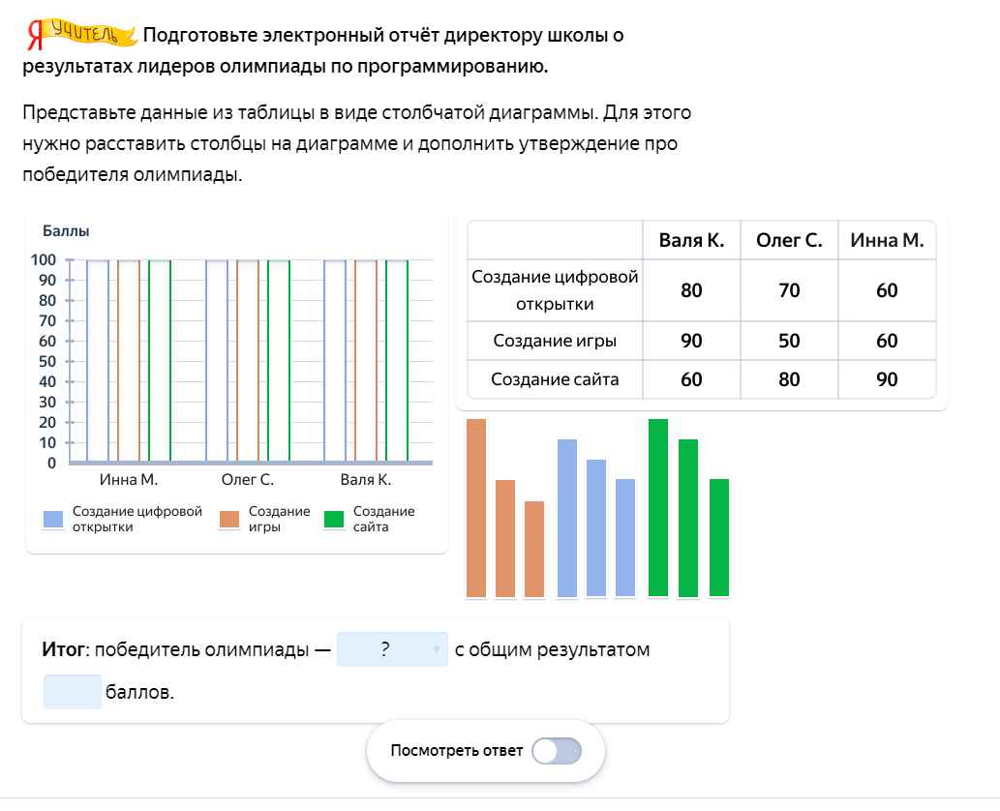 Я УЧИТЕЛЬ Подготовьте электронный отчёт директору школы о
результатах лидеров олимпиады по программированию.
Представьте данные из таблицы в виде столбчатой диаграммы. Для этого
нужно расставить столбцы на диаграмме и дополнить утверждение про
победителя олимпиады.
Баллы
100
90
80
70
60
50
40
30
20
10
0
Инна М. Олег С. Валя К.
Создание цифровой
открытки
Создание
игры
Создание
сайта
Валя К. Олег С. Инна М.
Создание цифровой
открытки
80 70 60
Создание игры 90 50 60
Создание сайта 60 80 90
Итог: победитель олимпиады — ? с общим результатом
баллов.
Посмотреть ответ